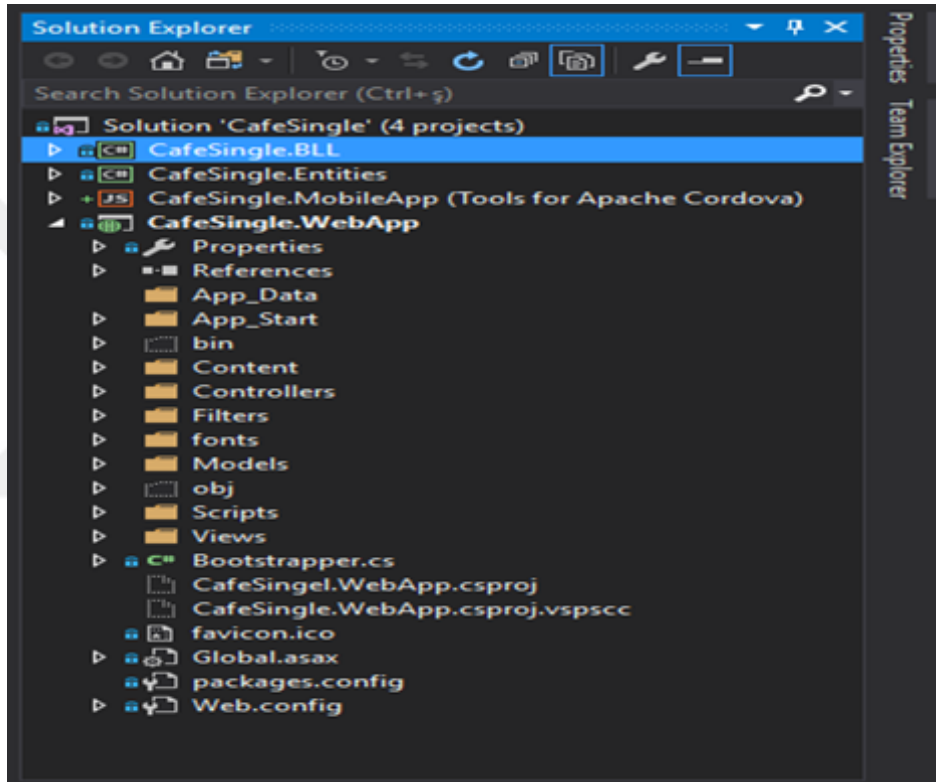 Solution Explorer
Search Solution Explorer (Ctrl+ş)
Solution 'CafeSingle' (4 projects)
C# CafeSingle.BLL
C# CafeSingle.Entities
JS CafeSingle.MobileApp (Tools for Apache Cordova)
CafeSingle.WebApp
Properties
References
App_Data
App_Start
bin
Content
Controllers
Filters
fonts
Models
obj
Scripts
Views
C# Bootstrapper.cs
CafeSingel.WebApp.csproj
CafeSingle.WebApp.csproj.vspscc
favicon.ico
Global.asax
packages.config
Web.config
Properties
Team Explorer